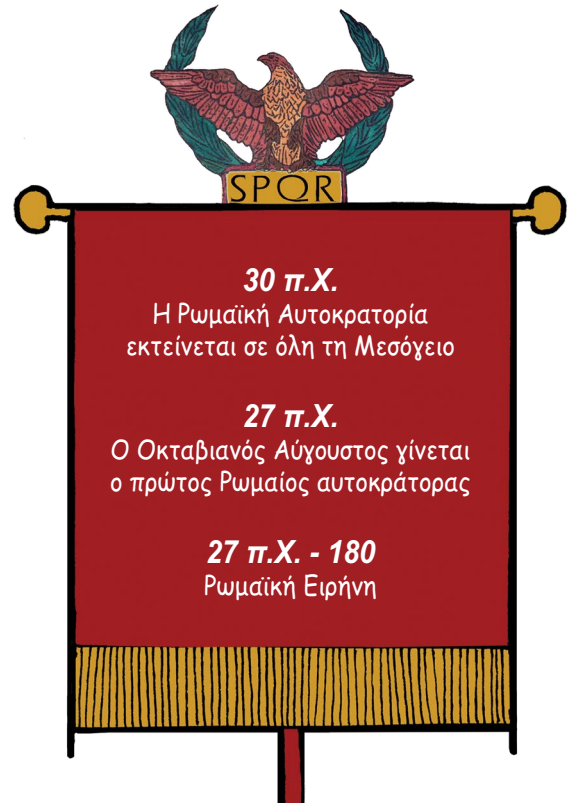 SPQR
30 π.Χ.
Η Ρωμαϊκή Αυτοκρατορία
εκτείνεται σε όλη τη Μεσόγειο
27 π.Χ.
Ο Οκταβιανός Αύγουστος γίνεται
ο πρώτος Ρωμαίος αυτοκράτορας
27 π.Χ. - 180
Ρωμαϊκή Ειρήνη